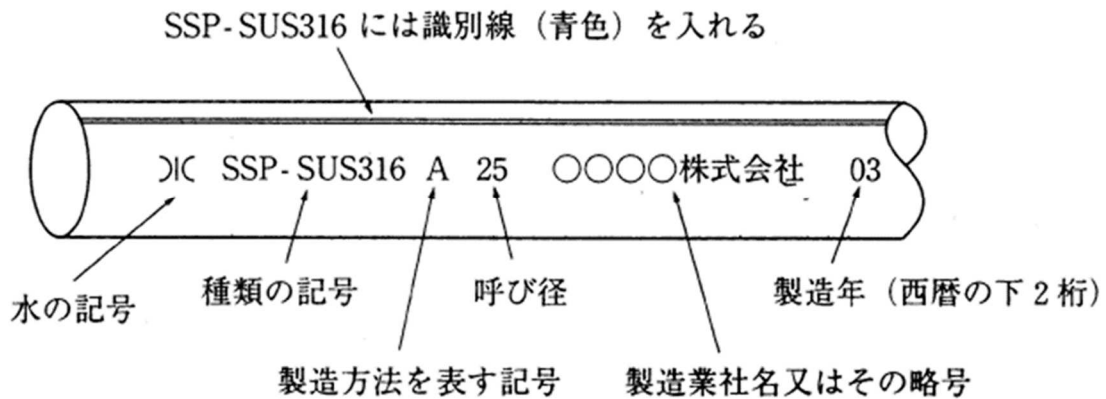 SSP-SUS316 には識別線（青色）を入れる
SSP-SUS316 A 25 ○○○○株式会社 03
水の記号
種類の記号
呼び径
製造年（西暦の下2桁）
製造方法を表す記号
製造業社名又はその略号